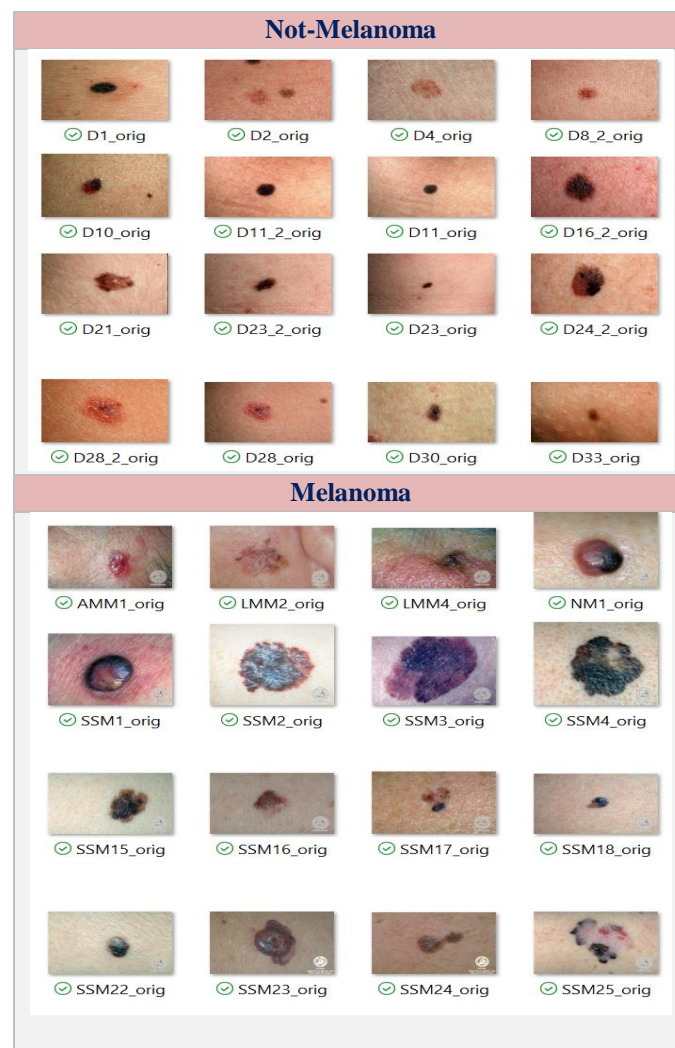 Not-Melanoma
D1_orig D2_orig D4_orig D8_2_orig
D10_orig D11_2_orig D11_orig D16_2_orig
D21_orig D23_2_orig D23_orig D24_2_orig
D28_2_orig D28_orig D30_orig D33_orig
Melanoma
AMM1_orig LMM2_orig LMM4_orig NM1_orig
SSM1_orig SSM2_orig SSM3_orig SSM4_orig
SSM15_orig SSM16_orig SSM17_orig SSM18_orig
SSM22_orig SSM23_orig SSM24_orig SSM25_orig